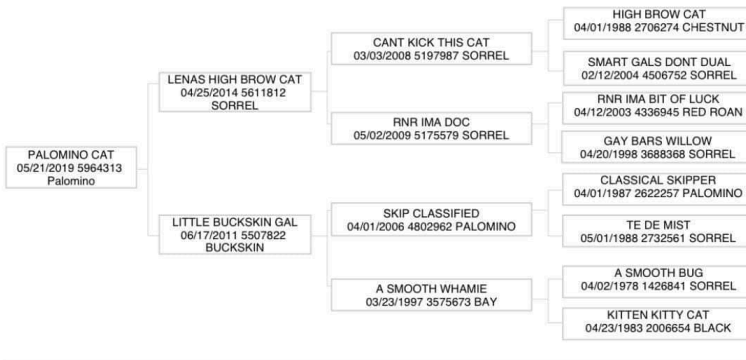 PALOMINO CAT
05/21/2019 5964313
Palomino
LENAS HIGH BROW CAT
04/25/2014 5611812
SORREL
LITTLE BUCKSKIN GAL
06/17/2011 5507822
BUCKSKIN
CANT KICK THIS CAT
03/03/2008 5197987 SORREL
RNR IMA DOC
05/02/2009 5175579 SORREL
SKIP CLASSIFIED
04/01/2006 4802962 PALOMINO
A SMOOTH WHAMIE
03/23/1997 3575673 BAY
HIGH BROW CAT
04/01/1988 2706274 CHESTNUT
SMART GALS DONT DUAL
02/12/2004 4506752 SORREL
RNR IMA BIT OF LUCK
04/12/2003 4336945 RED ROAN
GAY BARS WILLOW
04/20/1998 3688368 SORREL
CLASSICAL SKIPPER
04/01/1987 2622257 PALOMINO
TE DE MIST
05/01/1988 2732561 SORREL
A SMOOTH BUG
04/02/1978 1426841 SORREL
KITTEN KITTY CAT
04/23/1983 2006654 BLACK